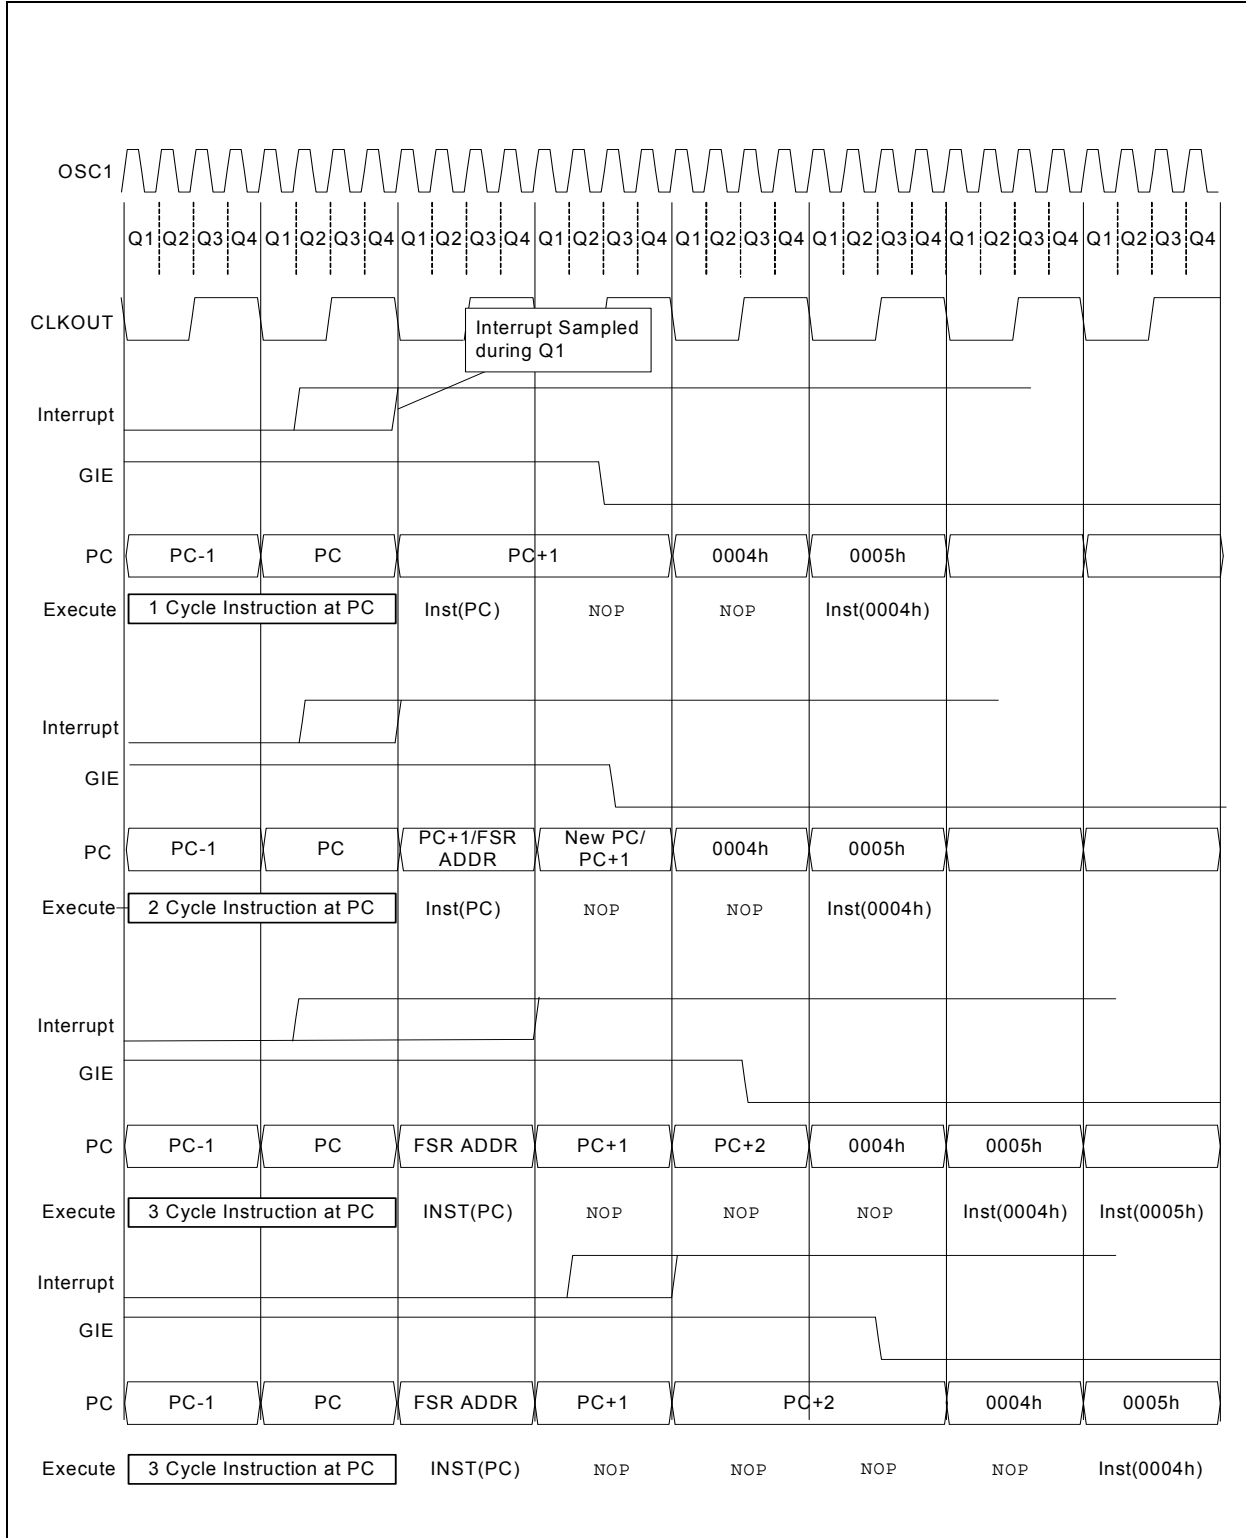 OSC1
Q1 Q2 Q3 Q4 Q1 Q2 Q3 Q4 Q1 Q2 Q3 Q4 Q1 Q2 Q3 Q4 Q1 Q2 Q3 Q4 Q1 Q2 Q3 Q4 Q1 Q2 Q3 Q4 Q1 Q2 Q3 Q4
CLKOUT
Interrupt Sampled
during Q1
Interrupt
GIE
PC PC-1 PC PC+1 0004h 0005h
Execute 1 Cycle Instruction at PC Inst(PC) NOP NOP Inst(0004h)
Interrupt
GIE
PC PC-1 PC PC+1/FSR ADDR New PC/ PC+1 0004h 0005h
Execute 2 Cycle Instruction at PC Inst(PC) NOP NOP Inst(0004h)
Interrupt
GIE
PC PC-1 PC FSR ADDR PC+1 PC+2 0004h 0005h
Execute 3 Cycle Instruction at PC INST(PC) NOP NOP NOP Inst(0004h) Inst(0005h)
Interrupt
GIE
PC PC-1 PC FSR ADDR PC+1 PC+2 0004h 0005h
Execute 3 Cycle Instruction at PC INST(PC) NOP NOP NOP NOP Inst(0004h)